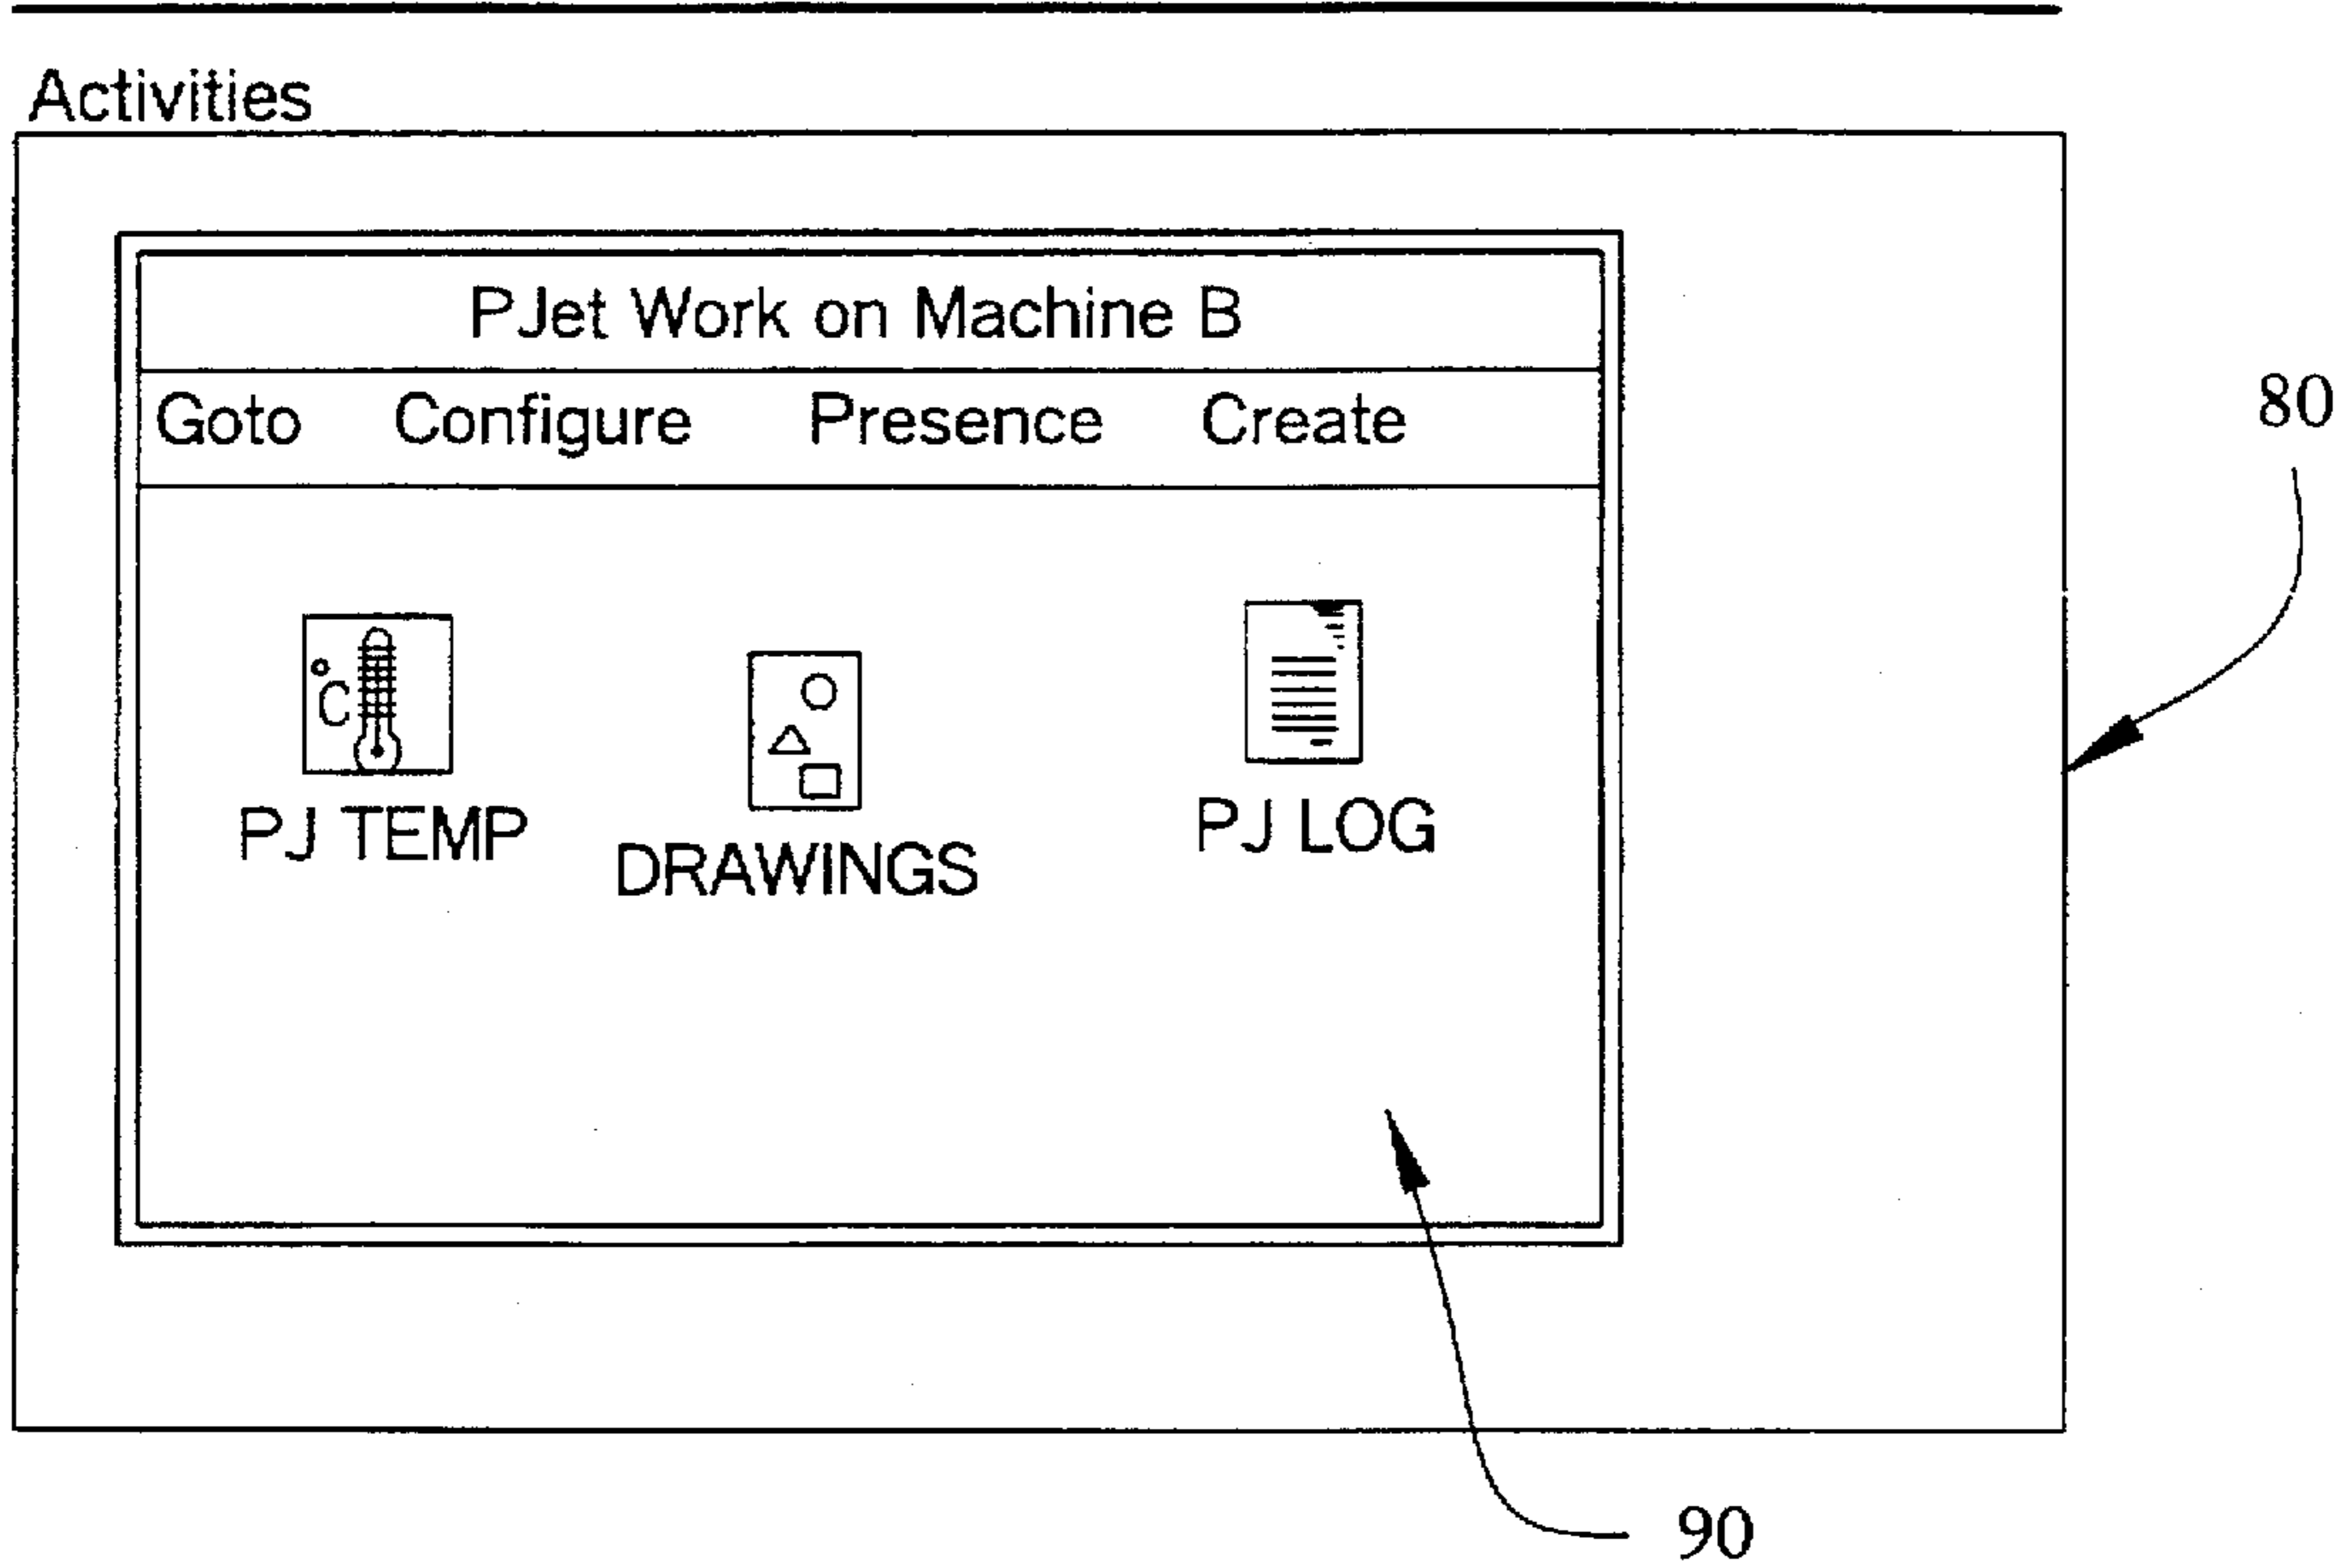 Activities
PJet Work on Machine B
Goto Configure Presence Create
80
°C
PJ TEMP
DRAWINGS
PJ LOG
90